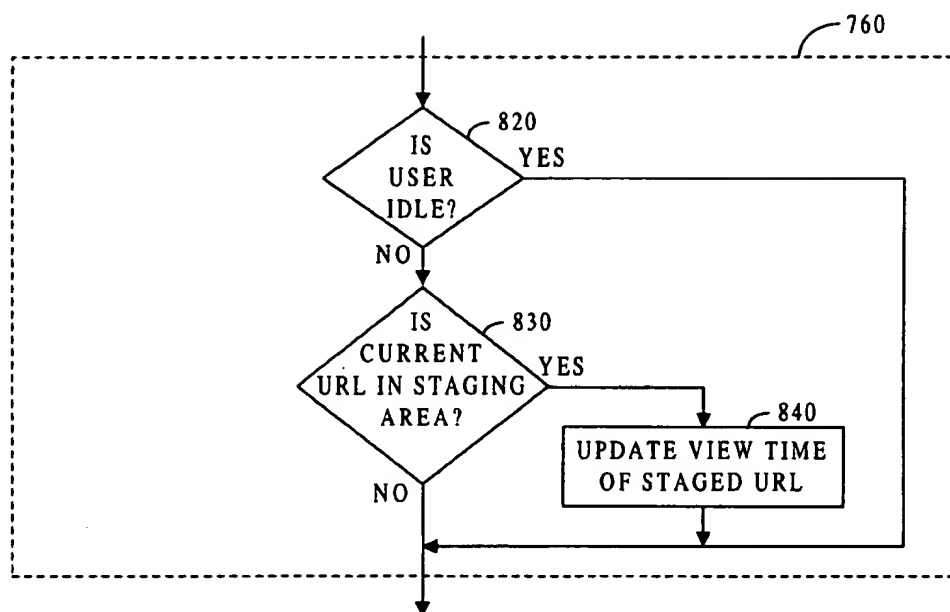 760
820
IS
USER
IDLE?
YES
NO
830
IS
CURRENT
URL IN STAGING
AREA?
YES
840
UPDATE VIEW TIME
OF STAGED URL
NO